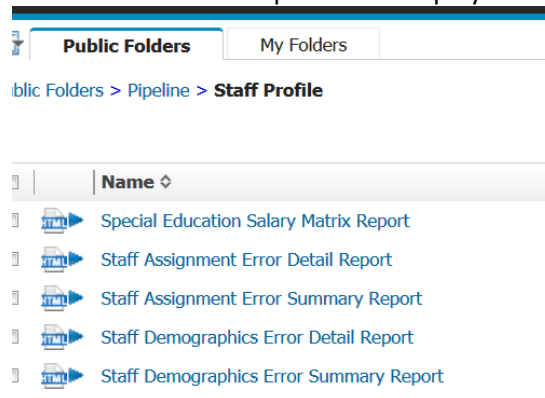 Public Folders My Folders
blic Folders > Pipeline > Staff Profile
Name
Special Education Salary Matrix Report
Staff Assignment Error Detail Report
Staff Assignment Error Summary Report
Staff Demographics Error Detail Report
Staff Demographics Error Summary Report